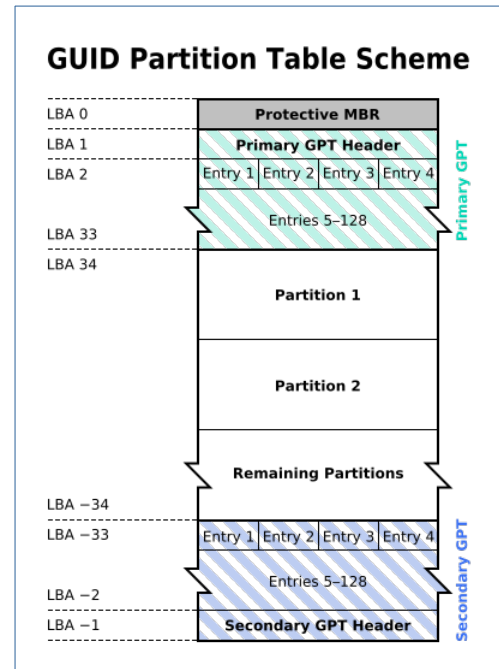 GUID Partition Table Scheme
LBA 0
Protective MBR
LBA 1
Primary GPT Header
LBA 2
Entry 1 Entry 2 Entry 3 Entry 4
Entries 5–128
LBA 33
Primary GPT
LBA 34
Partition 1
Partition 2
Remaining Partitions
LBA −34
LBA −33
Entry 1 Entry 2 Entry 3 Entry 4
Entries 5–128
LBA −2
LBA −1
Secondary GPT Header
Secondary GPT